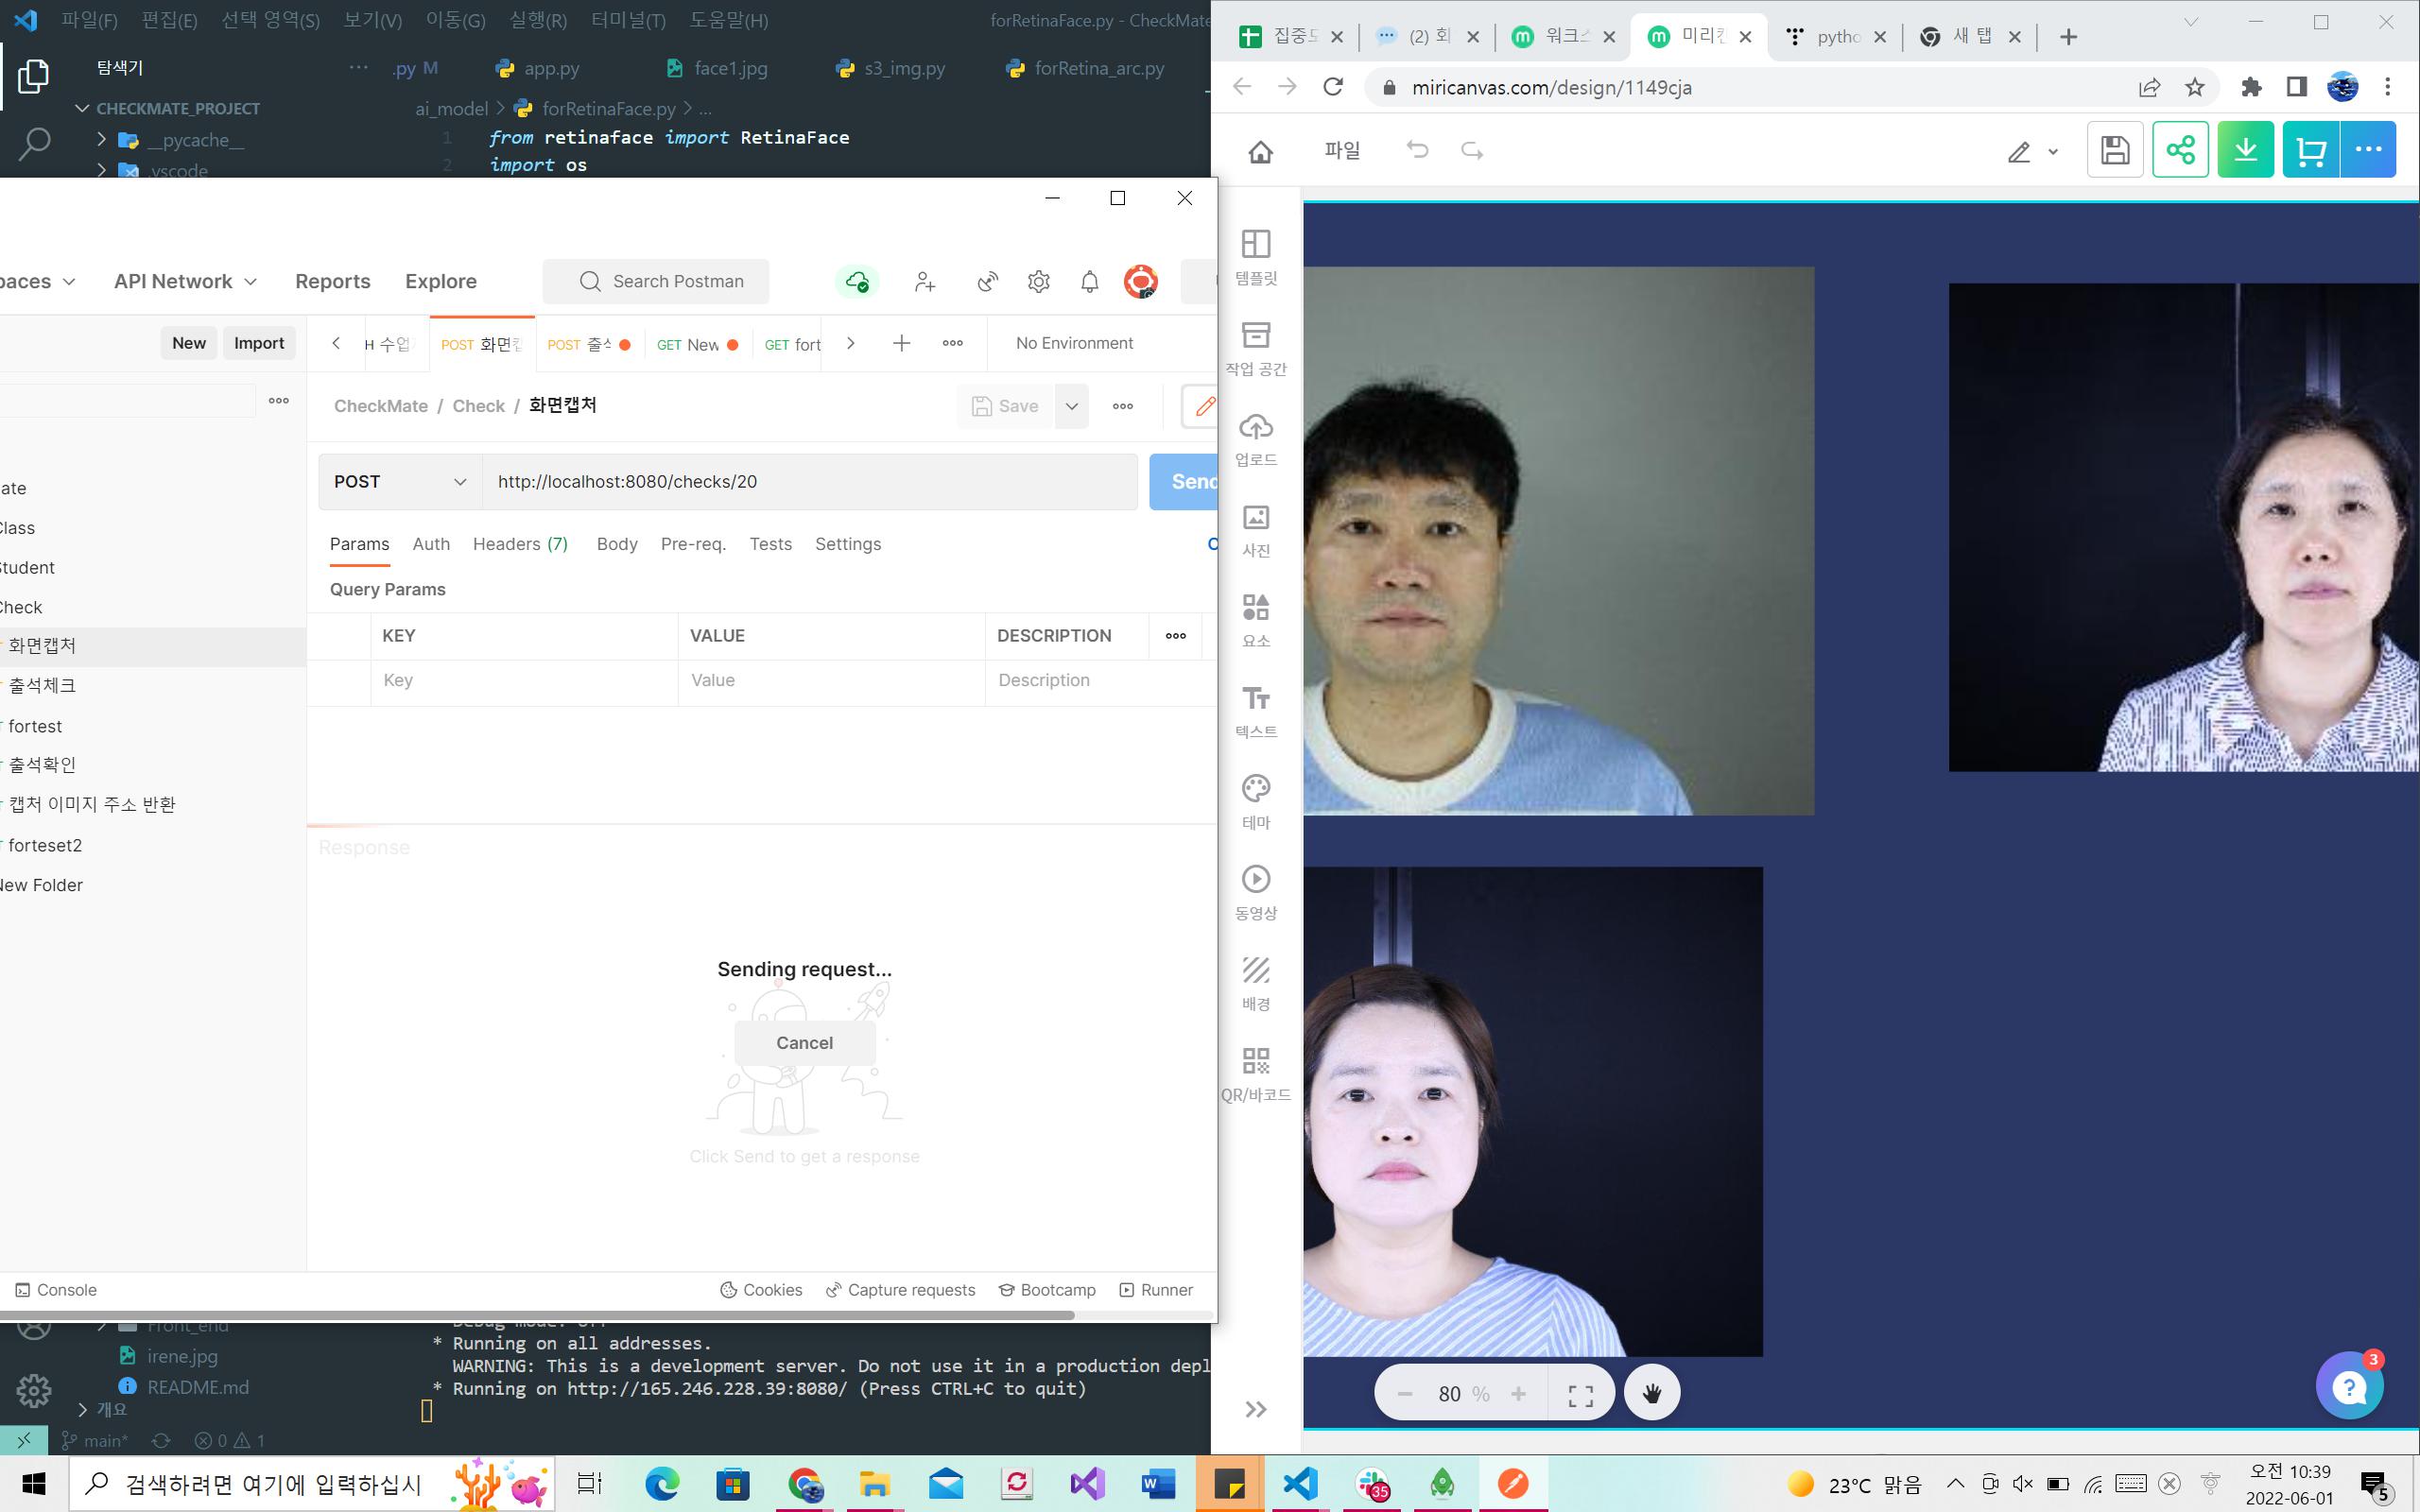 파일(F) 편집(E) 선택 영역(S) 보기(V) 이동(G) 실행(R) 터미널(T) 도움말(H) forRetinaFace.py - CheckMate
탐색기 ··· .py M app.py face1.jpg s3_img.py forRetina_arc.py
CHECKMATE_PROJECT
__pycache__
.vscode
ai_model > forRetinaFace.py > ...
1 from retinaface import RetinaFace
2 import os
paces API Network Reports Explore Search Postman
New Import H 수업 POST 화면캡 POST 출석 GET New GET fort No Environment
CheckMate / Check / 화면캡처 Save
POST http://localhost:8080/checks/20 Send
Params Auth Headers (7) Body Pre-req. Tests Settings
Query Params
KEY VALUE DESCRIPTION
Key Value Description
ate
Class
Student
Check
화면캡처
출석체크
fortest
출석확인
캡처 이미지 주소 반환
forteset2
New Folder
Response
Sending request...
Cancel
Click Send to get a response
Console Cookies Capture requests Bootcamp Runner
Front_end
irene.jpg
README.md
개요
main* 0 1
Debug mode: off
* Running on all addresses.
WARNING: This is a development server. Do not use it in a production depl
* Running on http://165.246.228.39:8080/ (Press CTRL+C to quit)
집중도 (2) 회 워크스 미리캔 pytho 새 탭
miricanvas.com/design/1149cja
파일
템플릿
작업 공간
업로드
사진
요소
텍스트
테마
동영상
배경
QR/바코드
80 %
3
검색하려면 여기에 입력하십시
35
23°C 맑음
오전 10:39
2022-06-01
5